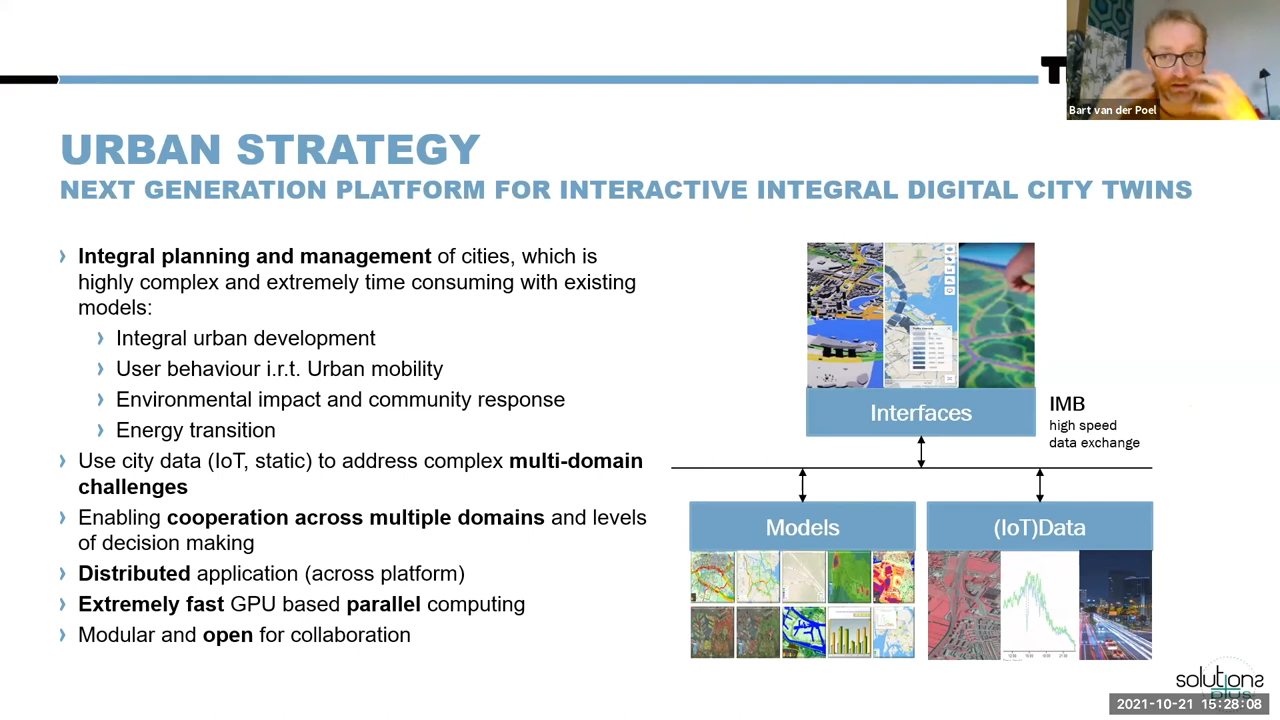 Bart van der Poel
URBAN STRATEGY
NEXT GENERATION PLATFORM FOR INTERACTIVE INTEGRAL DIGITAL CITY TWINS
› Integral planning and management of cities, which is
highly complex and extremely time consuming with existing
models:
› Integral urban development
› User behaviour i.r.t. Urban mobility
› Environmental impact and community response
› Energy transition
› Use city data (IoT, static) to address complex multi-domain
challenges
› Enabling cooperation across multiple domains and levels
of decision making
› Distributed application (across platform)
› Extremely fast GPU based parallel computing
› Modular and open for collaboration
Interfaces
IMB
high speed
data exchange
Models
(IoT)Data
solutions
plus
2021-10-21 15:28:08